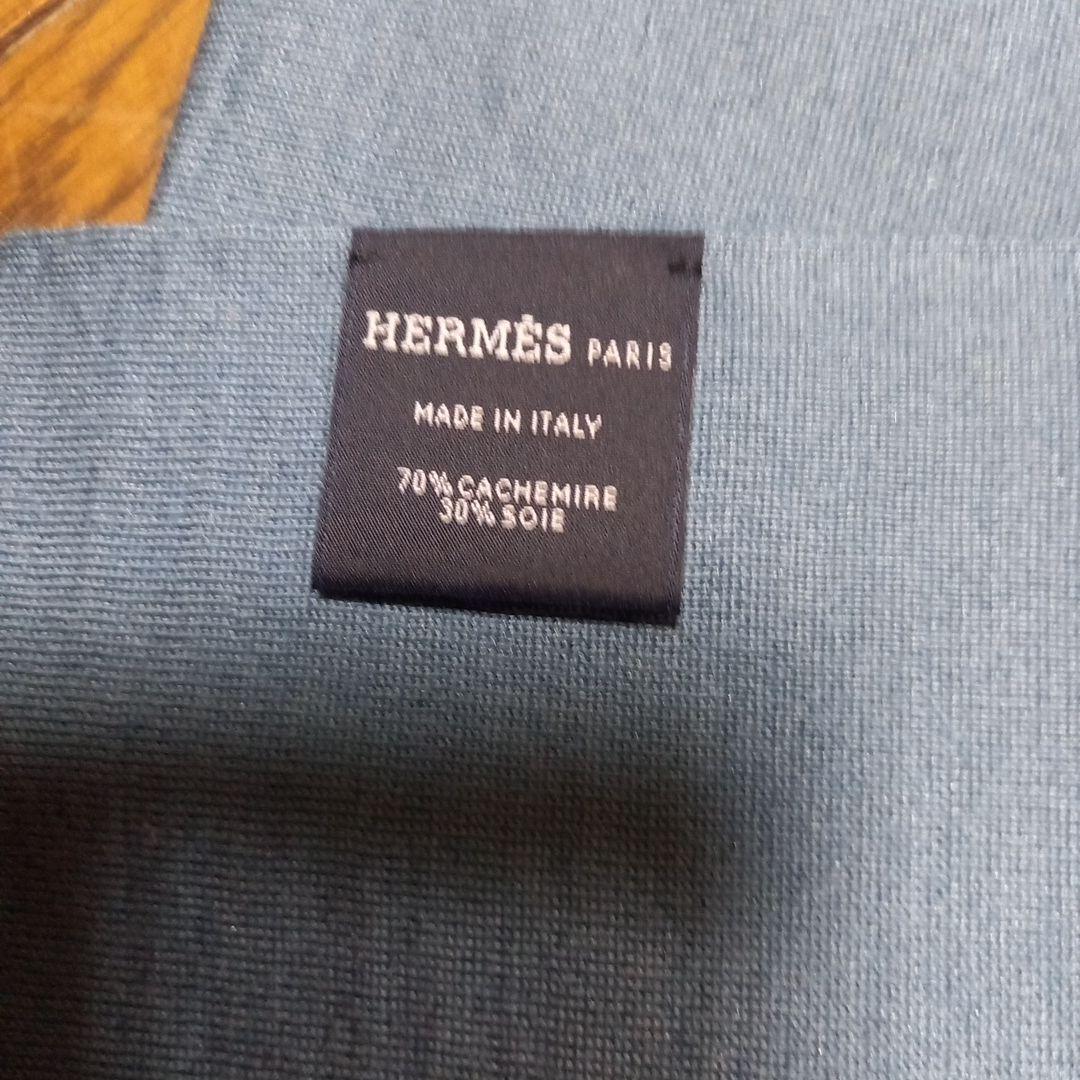 HERMÈS PARIS
MADE IN ITALY
70% CACHEMIRE
30% SOIE